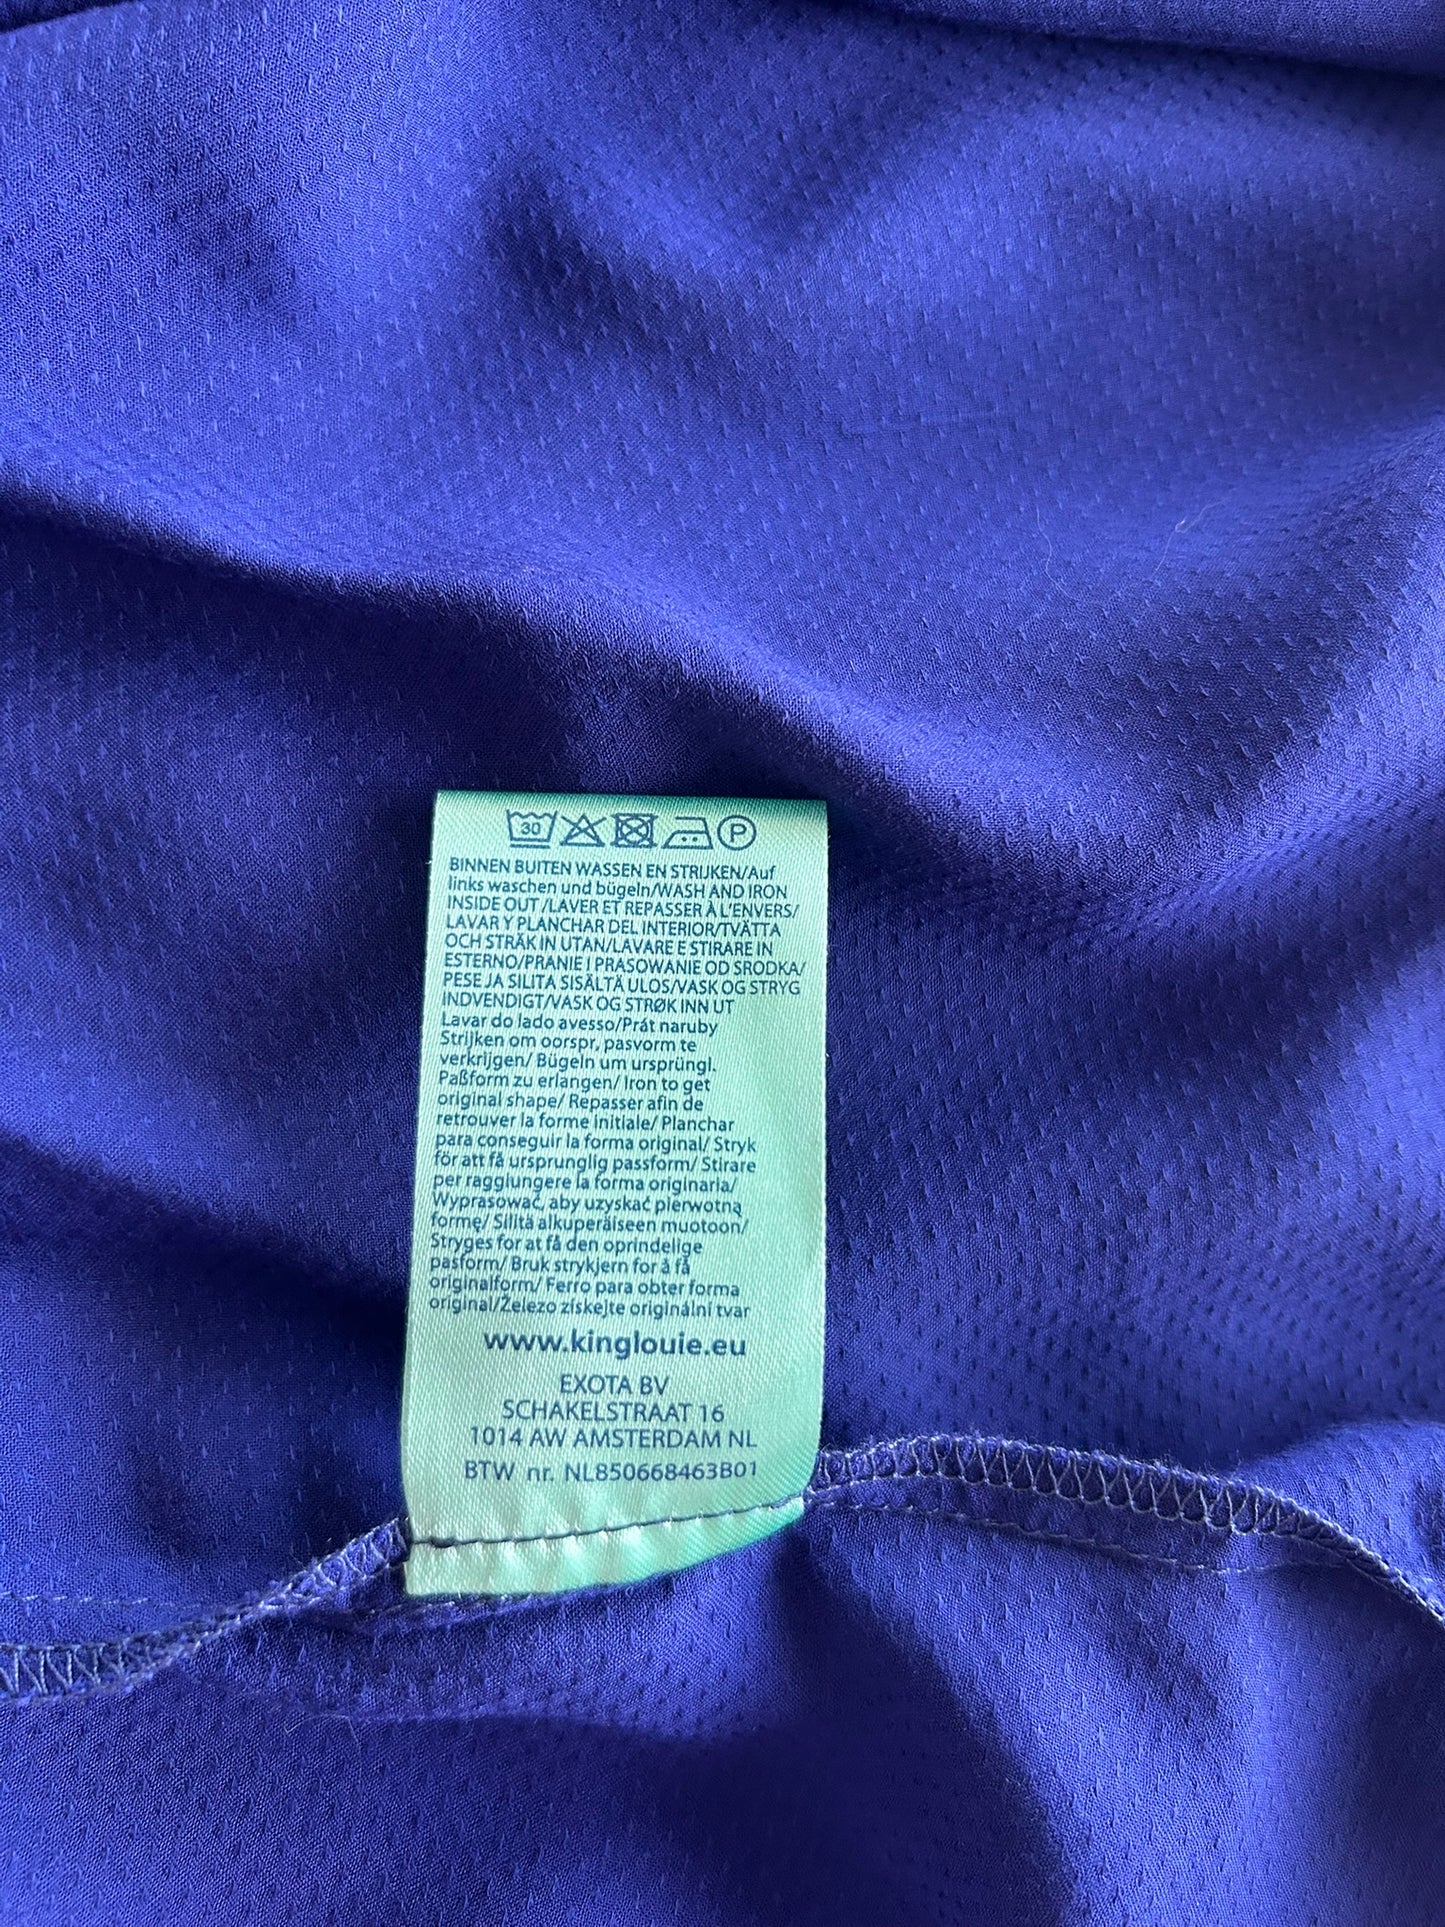 30 P
BINNEN BUITEN WASSEN EN STRIJKEN/Auf
links waschen und bügeln/WASH AND IRON
INSIDE OUT /LAVER ET REPASSER À L'ENVERS/
LAVAR Y PLANCHAR DEL INTERIOR/TVÄTTA
OCH STRÄK IN UTAN/LAVARE E STIRARE IN
ESTERNO/PRANIE I PRASOWANIE OD SRODKA/
PESE JA SILITA SISÄLTÄ ULOS/VASK OG STRYG
INDVENDIGT/VASK OG STRØK INN UT
Lavar do lado avesso/Prát naruby
Strijken om oorspr, pasvorm te
verkrijgen/ Bügeln um ursprüngl.
Paßform zu erlangen/ Iron to get
original shape/ Repasser afin de
retrouver la forme initiale/ Planchar
para conseguir la forma original/ Stryk
för att få ursprunglig passform/ Stirare
per raggiungere la forma originaria/
Wyprasować, aby uzyskać pierwotną
formę/ Silitä alkuperäiseen muotoon/
Stryges for at få den oprindelige
pasform/ Bruk strykjern for å få
originalform/ Ferro para obter forma
original/Železo získejte originální tvar
www.kinglouie.eu
EXOTA BV
SCHAKELSTRAAT 16
1014 AW AMSTERDAM NL
BTW nr. NL850668463B01